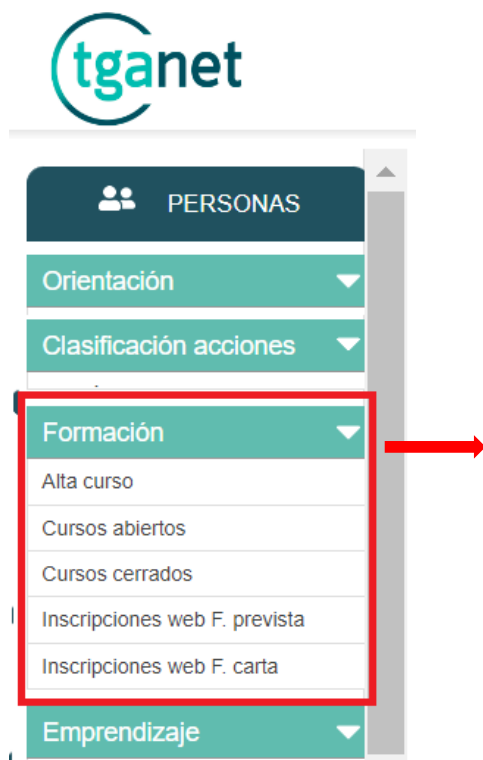 tganet
PERSONAS
Orientación
Clasificación acciones
Formación
Alta curso
Cursos abiertos
Cursos cerrados
Inscripciones web F. prevista
Inscripciones web F. carta
Emprendizaje